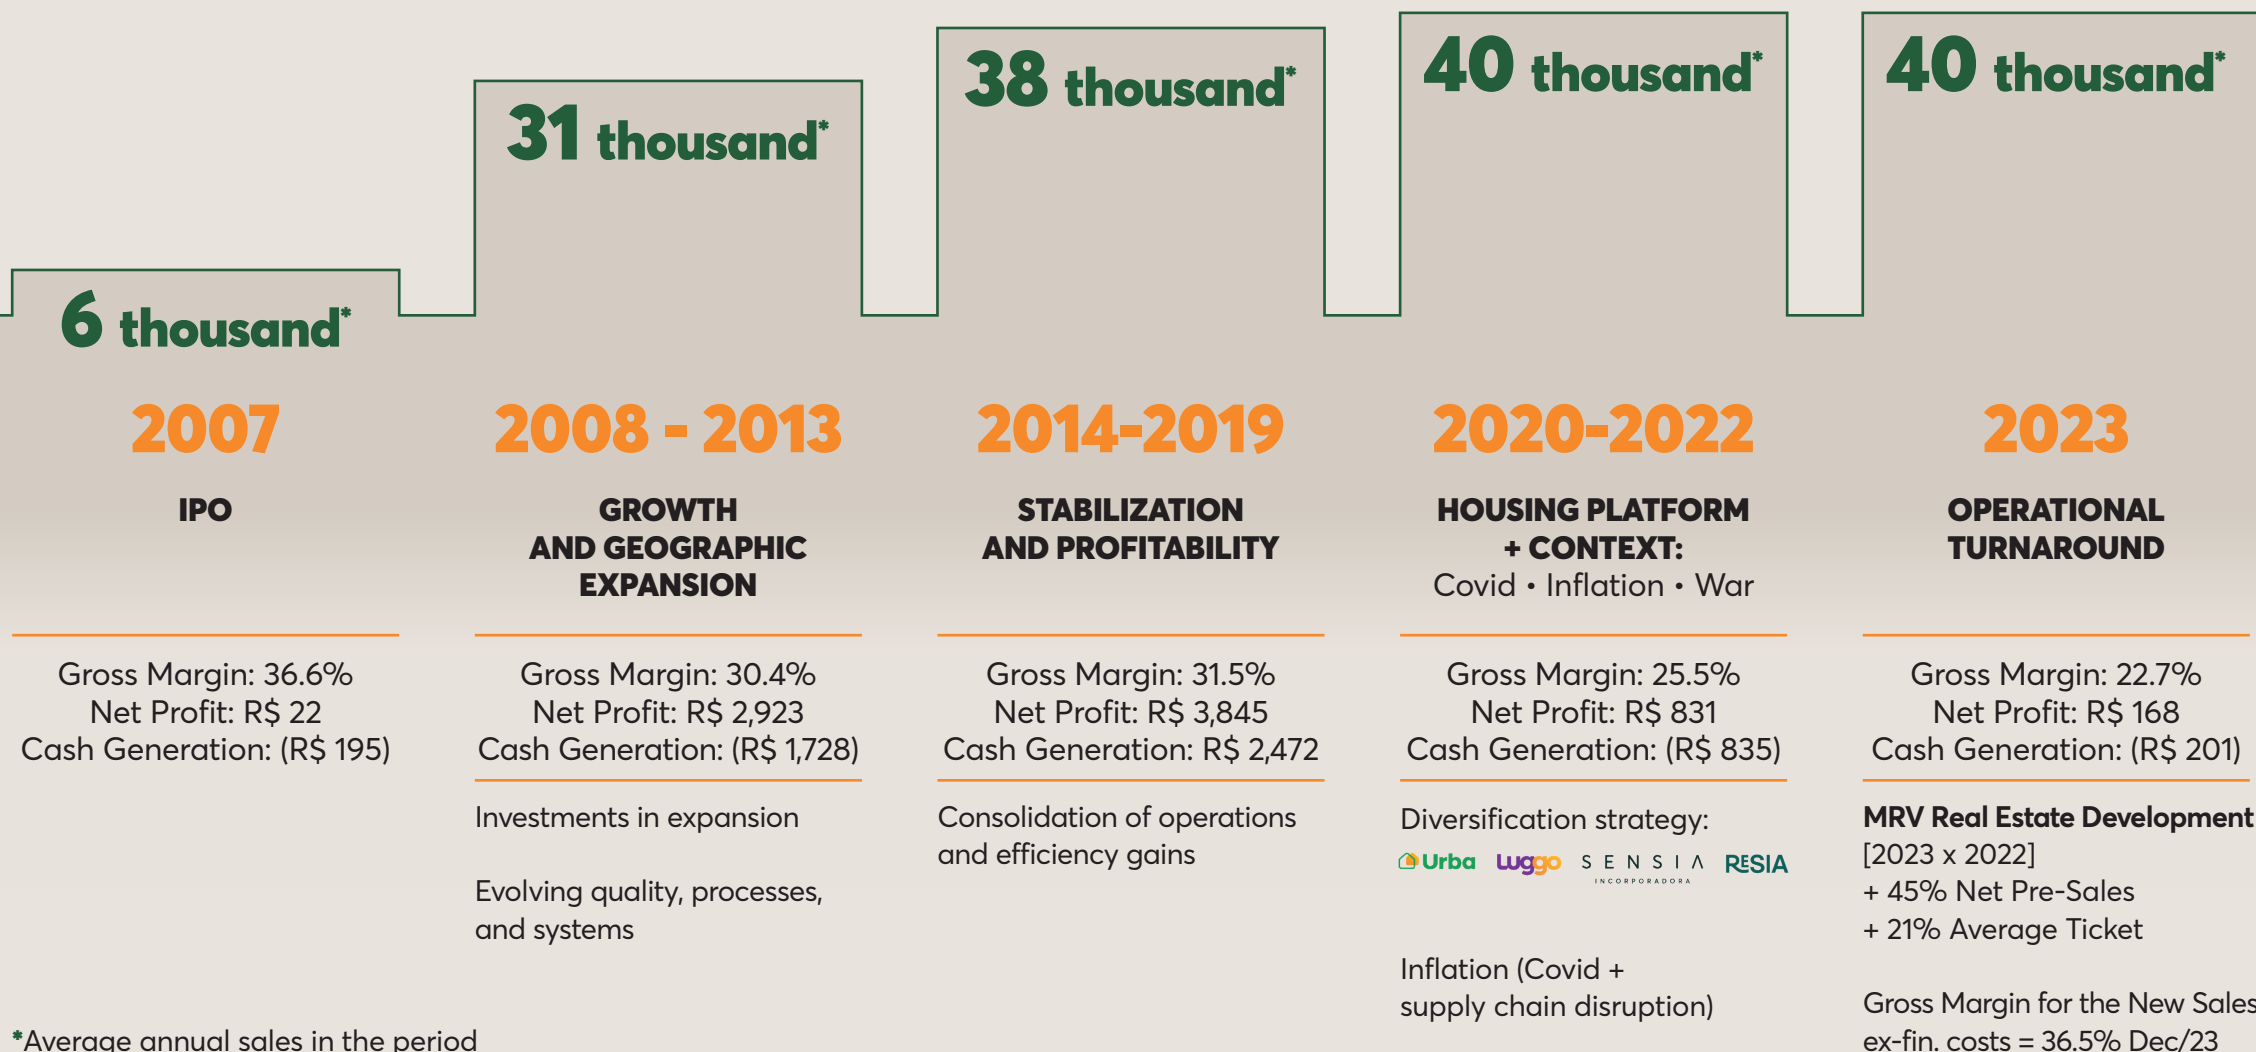 6 thousand*
2007
IPO
Gross Margin: 36.6%
Net Profit: R$ 22
Cash Generation: (R$ 195)
31 thousand*
2008 - 2013
GROWTH
AND GEOGRAPHIC
EXPANSION
Gross Margin: 30.4%
Net Profit: R$ 2,923
Cash Generation: (R$ 1,728)
Investments in expansion
Evolving quality, processes,
and systems
38 thousand*
2014-2019
STABILIZATION
AND PROFITABILITY
Gross Margin: 31.5%
Net Profit: R$ 3,845
Cash Generation: R$ 2,472
Consolidation of operations
and efficiency gains
40 thousand*
2020-2022
HOUSING PLATFORM
+ CONTEXT:
Covid • Inflation • War
Gross Margin: 25.5%
Net Profit: R$ 831
Cash Generation: (R$ 835)
Diversification strategy:
Urba Luggo SENSIA RESIA
INCORPORADORA
Inflation (Covid +
supply chain disruption)
40 thousand*
2023
OPERATIONAL
TURNAROUND
Gross Margin: 22.7%
Net Profit: R$ 168
Cash Generation: (R$ 201)
MRV Real Estate Development
[2023 x 2022]
+ 45% Net Pre-Sales
+ 21% Average Ticket
Gross Margin for the New Sales
ex-fin. costs = 36.5% Dec/23
*Average annual sales in the period